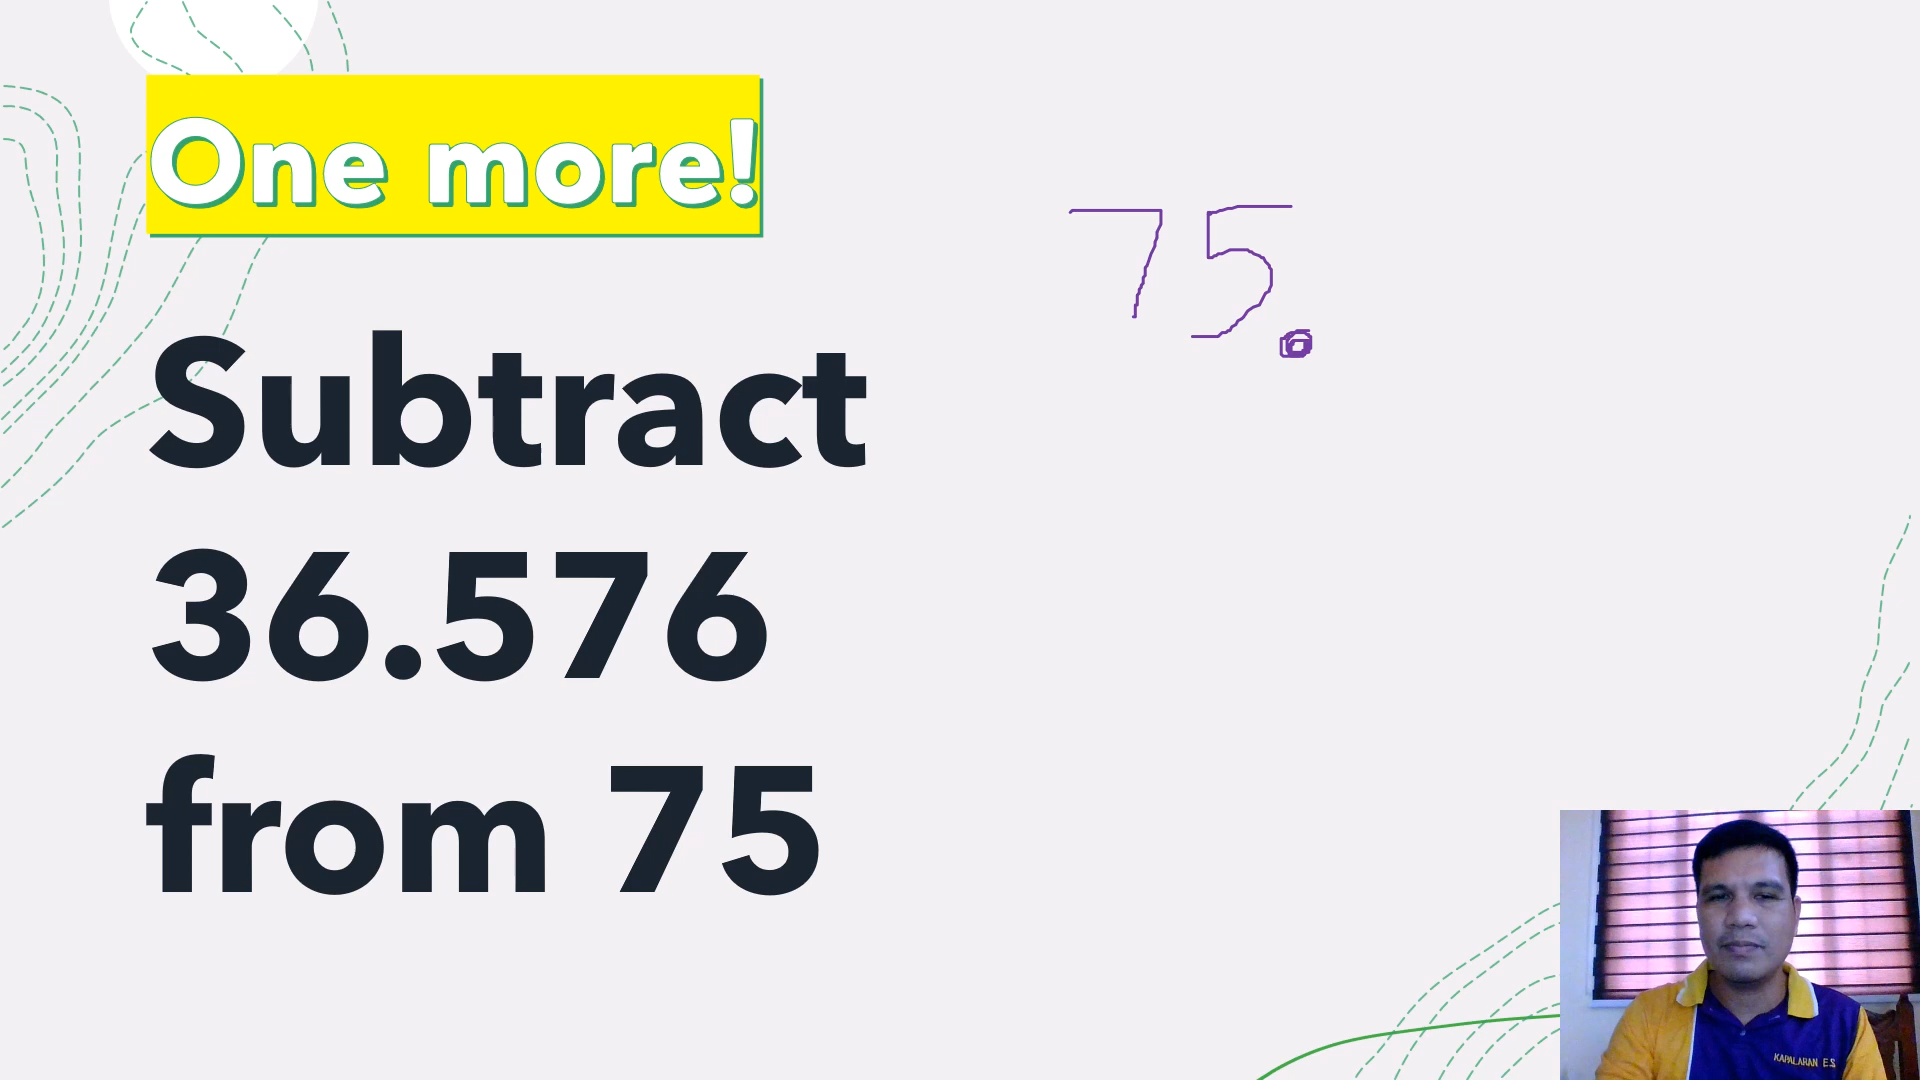 One more!
75.
Subtract
36.576
from 75
KAPALARAN E.S